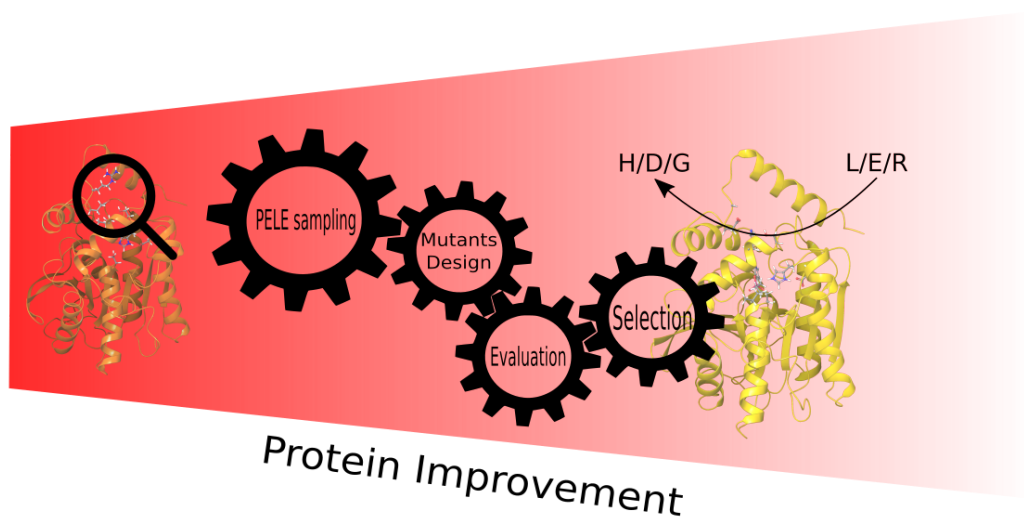 PELE sampling
Mutants
Design
Evaluation
Selection
H/D/G
L/E/R
Protein Improvement